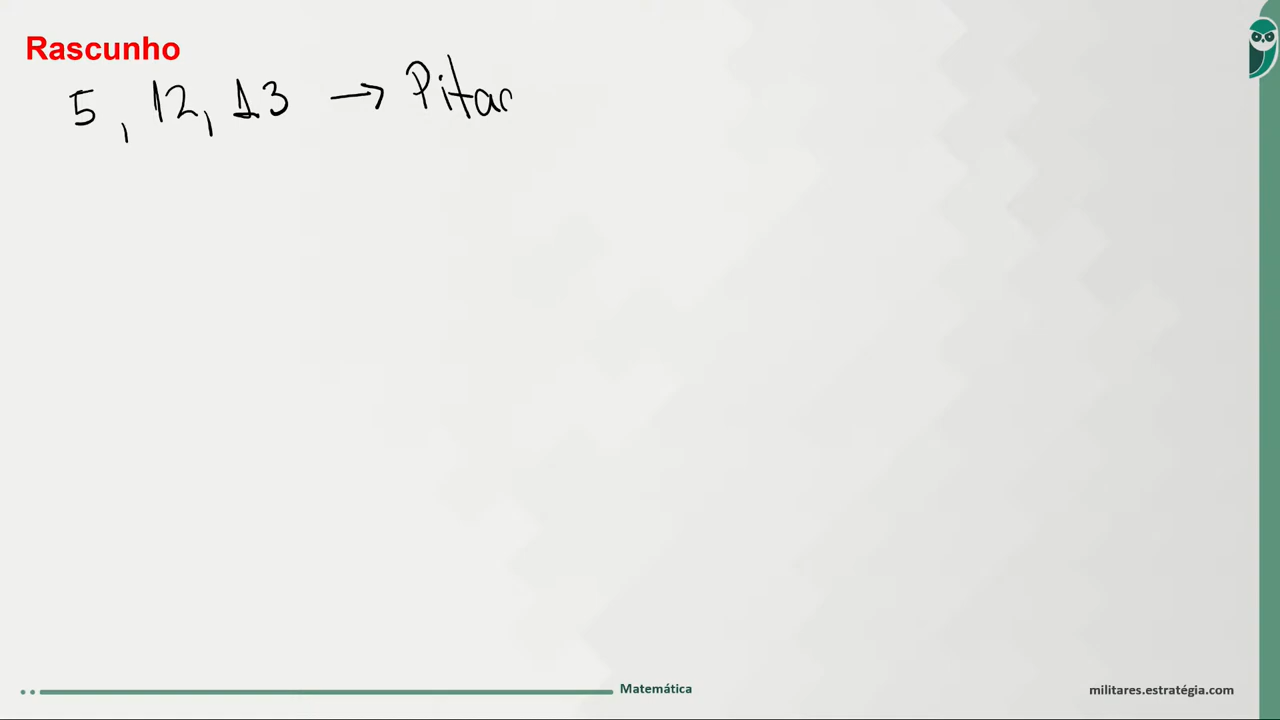 Rascunho
5, 12, 13 → Pitar
Matemática
militares.estratégia.com